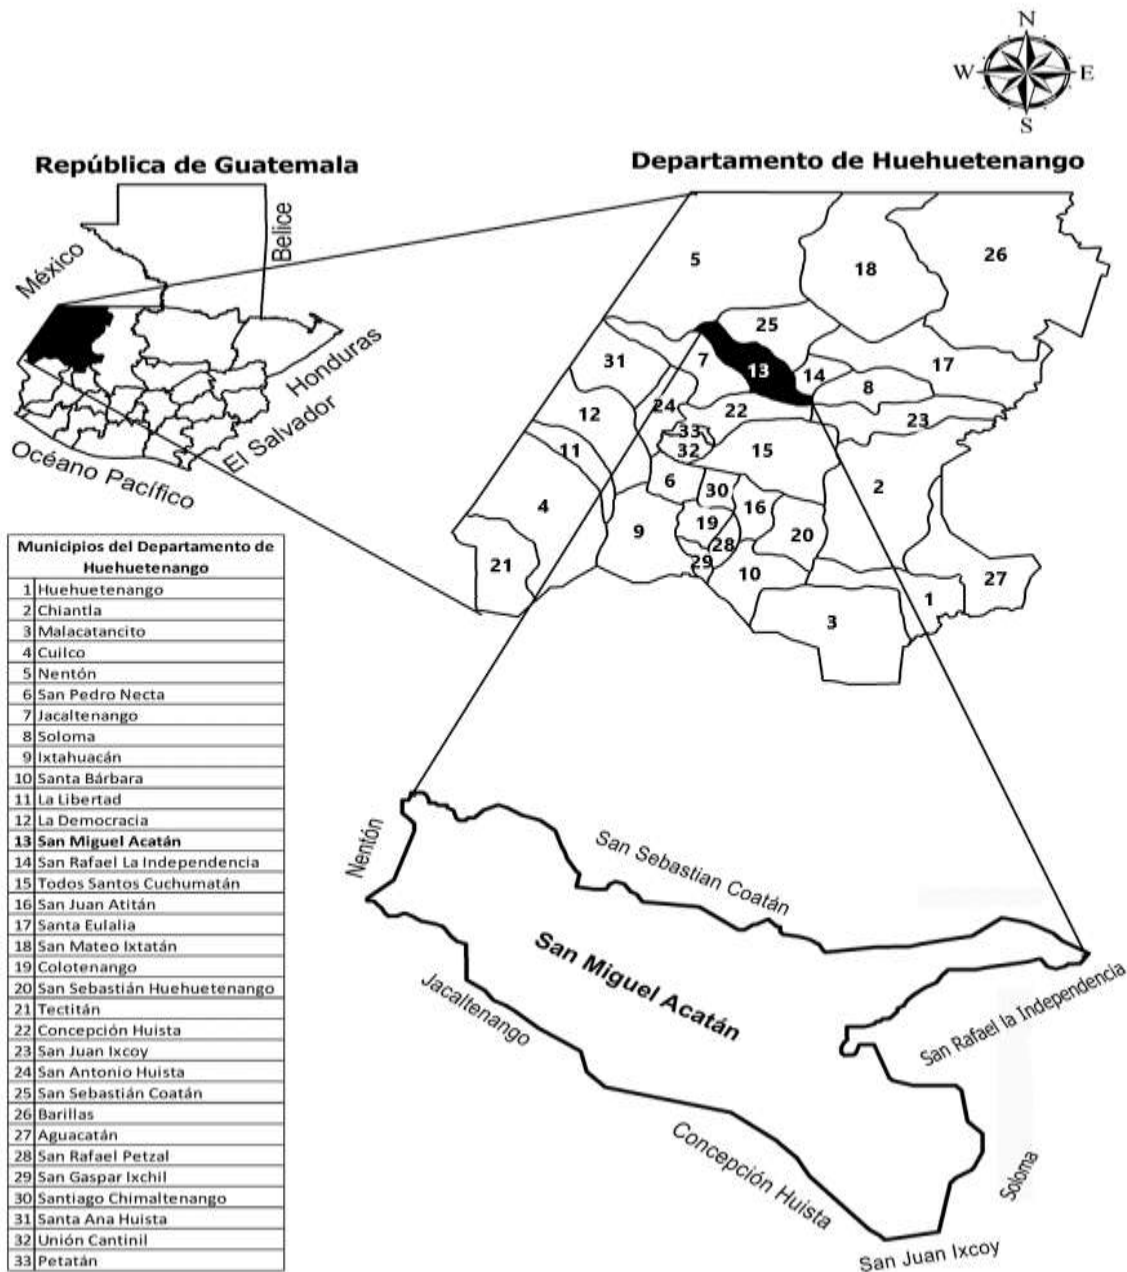 N
W E
S
República de Guatemala
Departamento de Huehuetenango
México
Belice
Honduras
El Salvador
Océano Pacífico
5
18
26
25
31
7
13
14
17
8
12
24
22
23
33
32
15
11
6
30
2
4
16
9
19
20
28
21
29
10
27
1
3
Municipios del Departamento de
Huehuetenango
1 Huehuetenango
2 Chiantla
3 Malacatancito
4 Cuilco
5 Nentón
6 San Pedro Necta
7 Jacaltenango
8 Soloma
9 Ixtahuacán
10 Santa Bárbara
11 La Libertad
12 La Democracia
13 San Miguel Acatán
14 San Rafael La Independencia
15 Todos Santos Cuchumatán
16 San Juan Atitán
17 Santa Eulalia
18 San Mateo Ixtatán
19 Colotenango
20 San Sebastián Huehuetenango
21 Tectitán
22 Concepción Huista
23 San Juan Ixcoy
24 San Antonio Huista
25 San Sebastián Coatán
26 Barillas
27 Aguacatán
28 San Rafael Petzal
29 San Gaspar Ixchil
30 Santiago Chimaltenango
31 Santa Ana Huista
32 Unión Cantinil
33 Petatán
Nentón
San Sebastian Coatán
San Miguel Acatán
Jacaltenango
San Rafael la Independencia
Concepción Huista
Soloma
San Juan Ixcoy